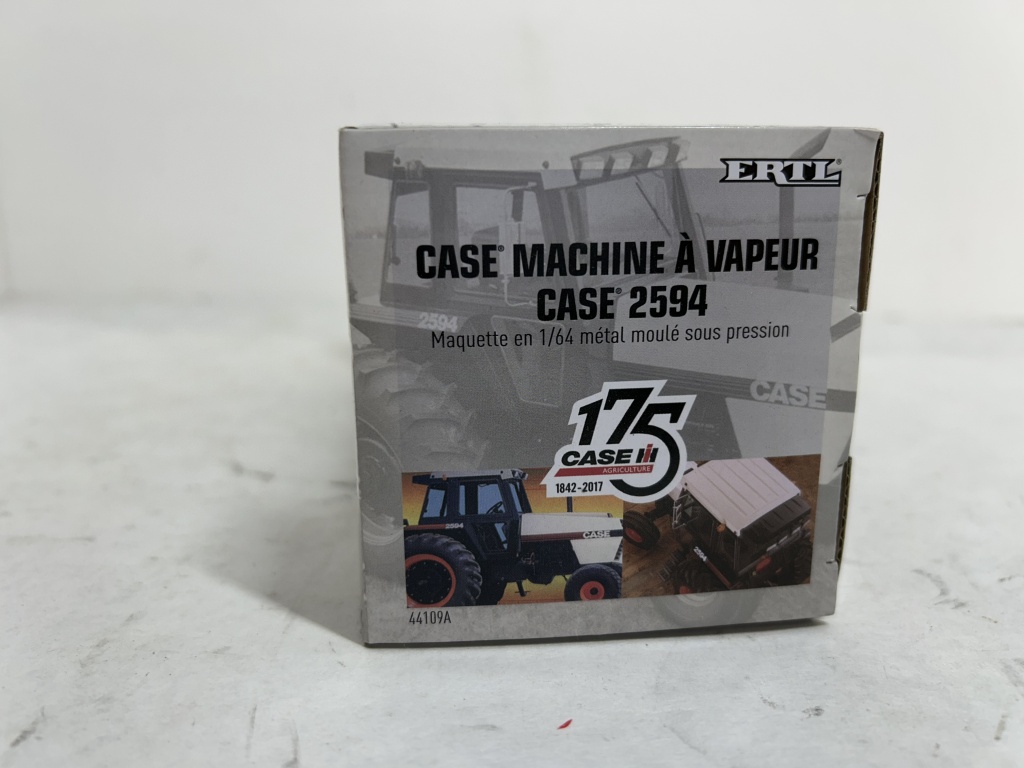 ERTL®
CASE® MACHINE À VAPEUR
CASE® 2594
Maquette en 1/64 métal moulé sous pression
2594
CASE
175
CASE IH
AGRICULTURE
1842-2017
2594
CASE
2594
44109A